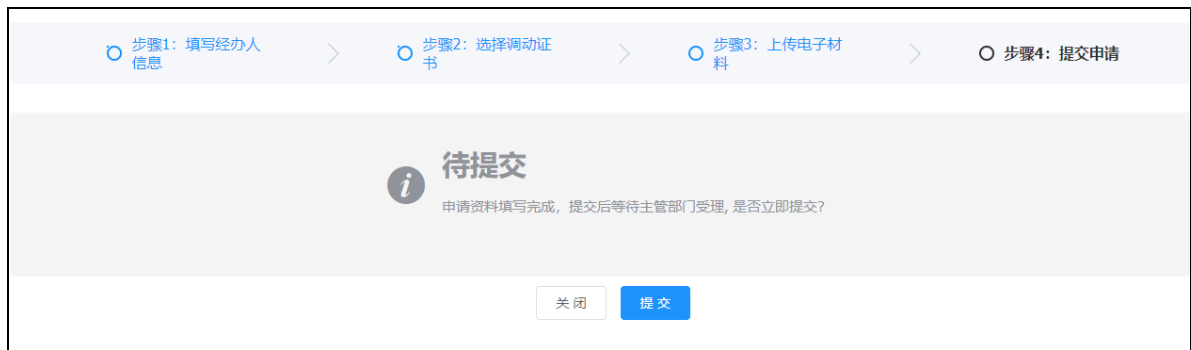 步骤1：填写经办人
信息
步骤2：选择调动证
书
步骤3：上传电子材
料
步骤4：提交申请
待提交
申请资料填写完成，提交后等待主管部门受理, 是否立即提交?
关 闭
提 交